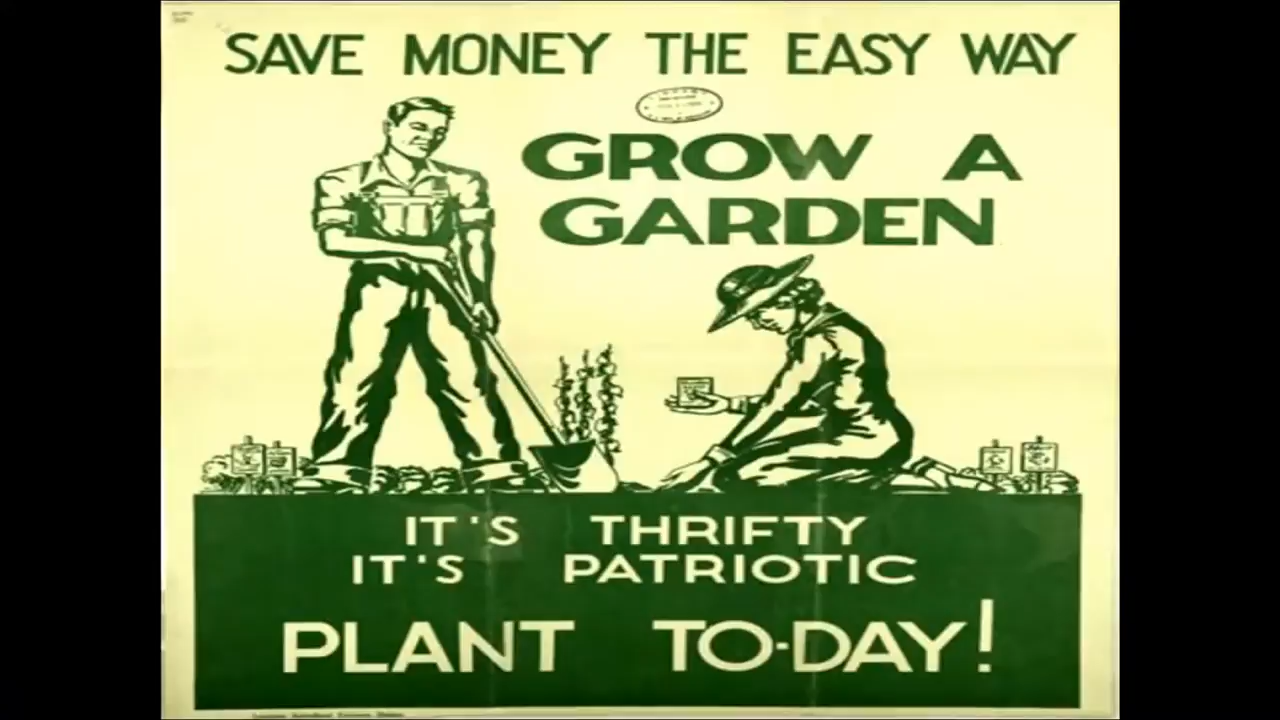 SAVE MONEY THE EASY WAY
GROW A
GARDEN
IT'S THRIFTY
IT'S PATRIOTIC
PLANT TO-DAY!